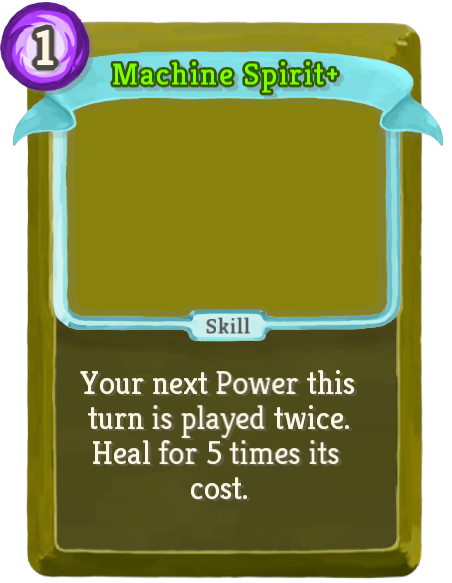 1
Machine Spirit+
Skill
Your next Power this
turn is played twice.
Heal for 5 times its
cost.